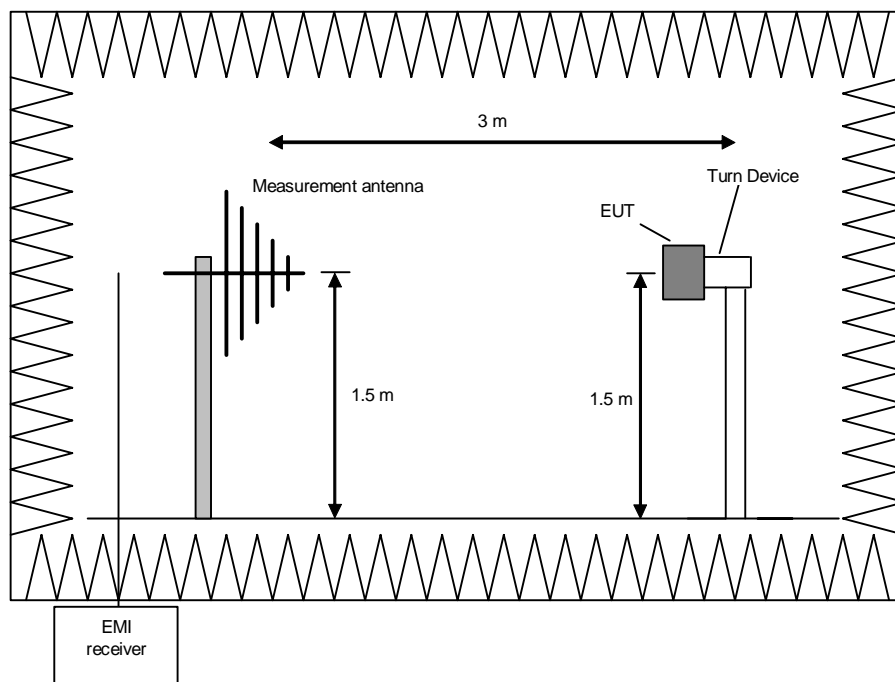 3 m
Measurement antenna
Turn Device
EUT
1.5 m
1.5 m
EMI
receiver